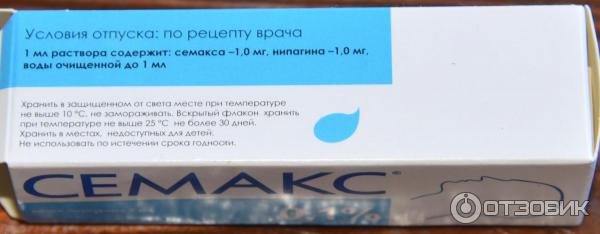 Условия отпуска: по рецепту врача
1 мл раствора содержит: семакса –1,0 мг, нипагина –1,0 мг,
воды очищенной до 1 мл
Хранить в защищенном от света месте при температуре
не выше 10 °С, не замораживать. Вскрытый флакон хранить
при температуре не выше 25 °С не более 30 дней.
Хранить в местах, недоступных для детей.
Не использовать по истечении срока годности.
СЕМАКС®
0,1%
ОТЗОВИК